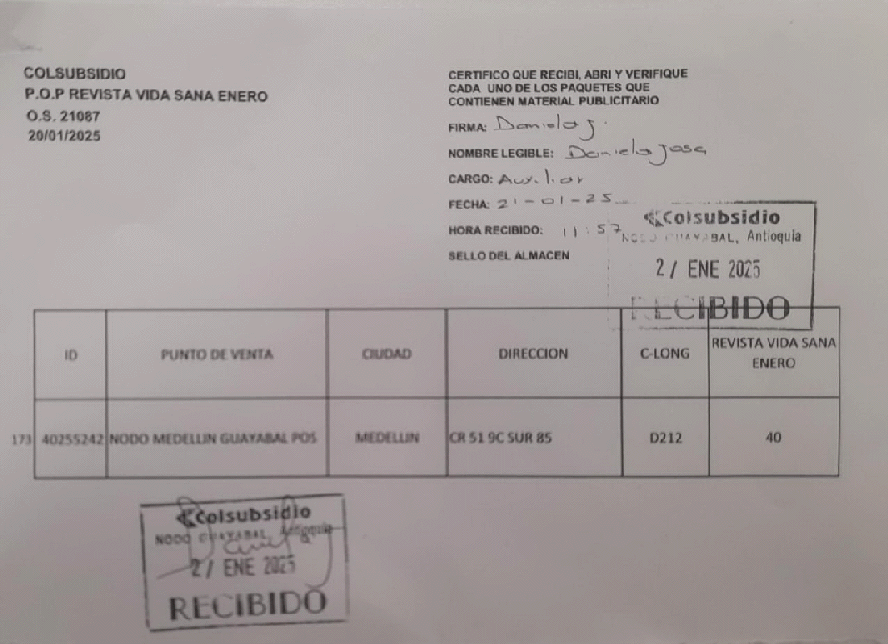 COLSUBSIDIO
P.O.P REVISTA VIDA SANA ENERO
O.S. 21087
20/01/2025
CERTIFICO QUE RECIBI, ABRI Y VERIFIQUE
CADA UNO DE LOS PAQUETES QUE
CONTIENEN MATERIAL PUBLICITARIO
FIRMA: Daniela J.
NOMBRE LEGIBLE: Daniela Jose
CARGO: Auxiliar
FECHA: 21-01-25
HORA RECIBIDO: 11:57
SELLO DEL ALMACEN
Colsubsidio
NODO GUAYABAL, Antioquia
21 ENE 2025
RECIBIDO
ID PUNTO DE VENTA CIUDAD DIRECCION C-LONG REVISTA VIDA SANA
ENERO
173 40255242 NODO MEDELLIN GUAYABAL POS MEDELLIN CR 51 9C SUR 85 D212 40
Colsubsidio
NODO GUAYABAL, Antioquia
21 ENE 2025
RECIBIDO